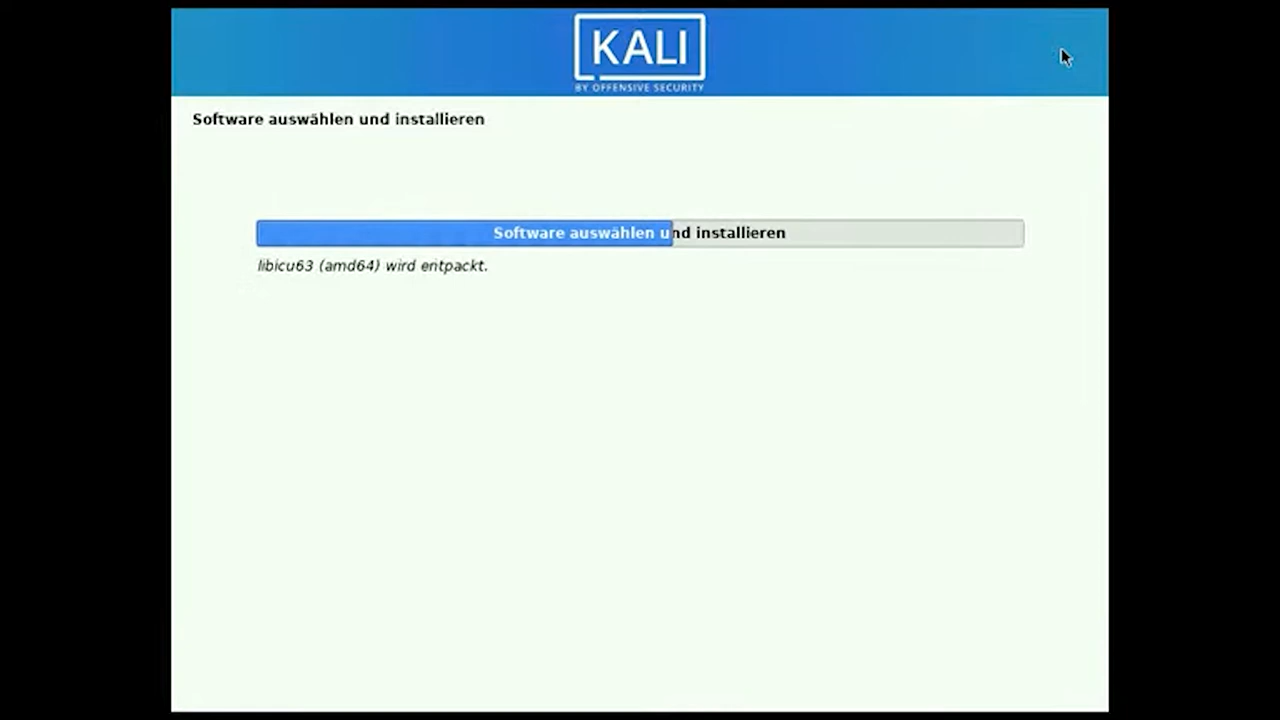 KALI
BY OFFENSIVE SECURITY
Software auswählen und installieren
Software auswählen und installieren
libicu63 (amd64) wird entpackt.